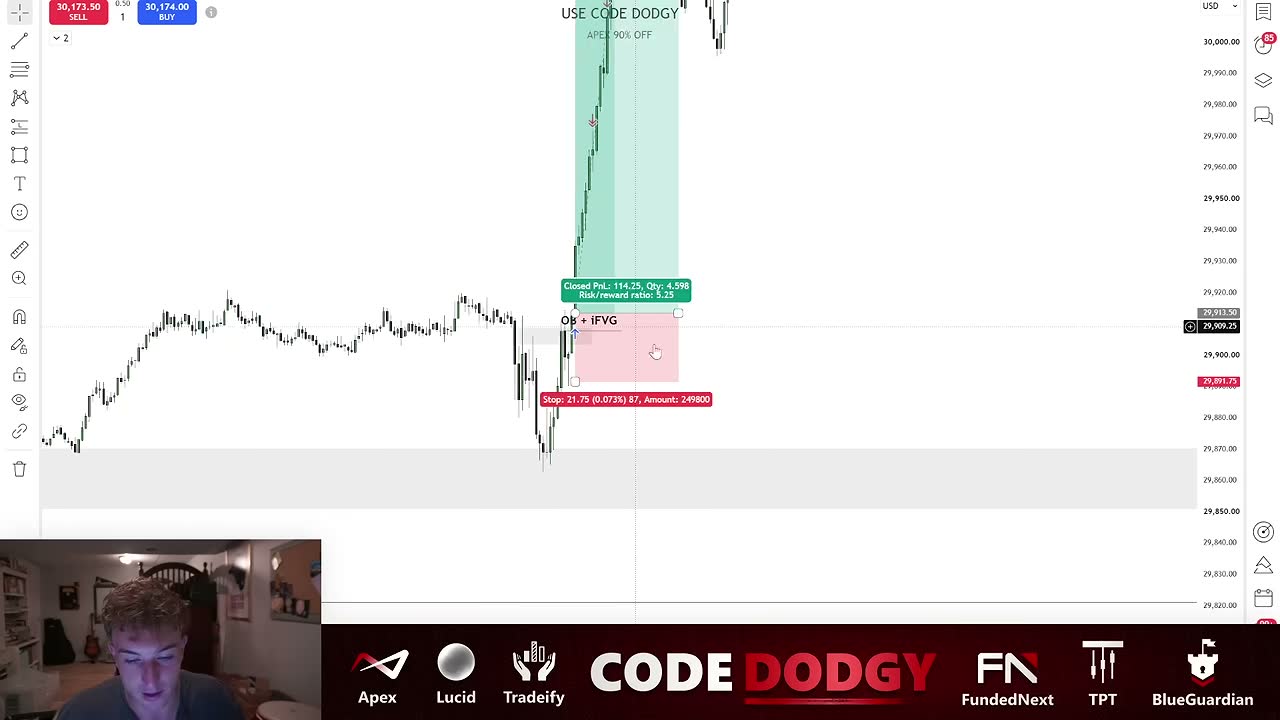 30,173.50
SELL
0.50
1
30,174.00
BUY
2
USE CODE DODGY
APEX 90% OFF
USD
85
30,000.00
29,990.00
29,980.00
29,970.00
29,960.00
29,950.00
29,940.00
29,930.00
29,920.00
29,913.50
29,909.25
29,900.00
29,891.75
29,880.00
29,870.00
29,860.00
29,850.00
29,840.00
29,830.00
29,820.00
Closed PnL: 114.25, Qty: 4.598
Risk/reward ratio: 5.25
OB + iFVG
Stop: 21.75 (0.073%) 87, Amount: 249800
Apex
Lucid
Tradeify
CODE DODGY
FN
FundedNext
TPT
BlueGuardian